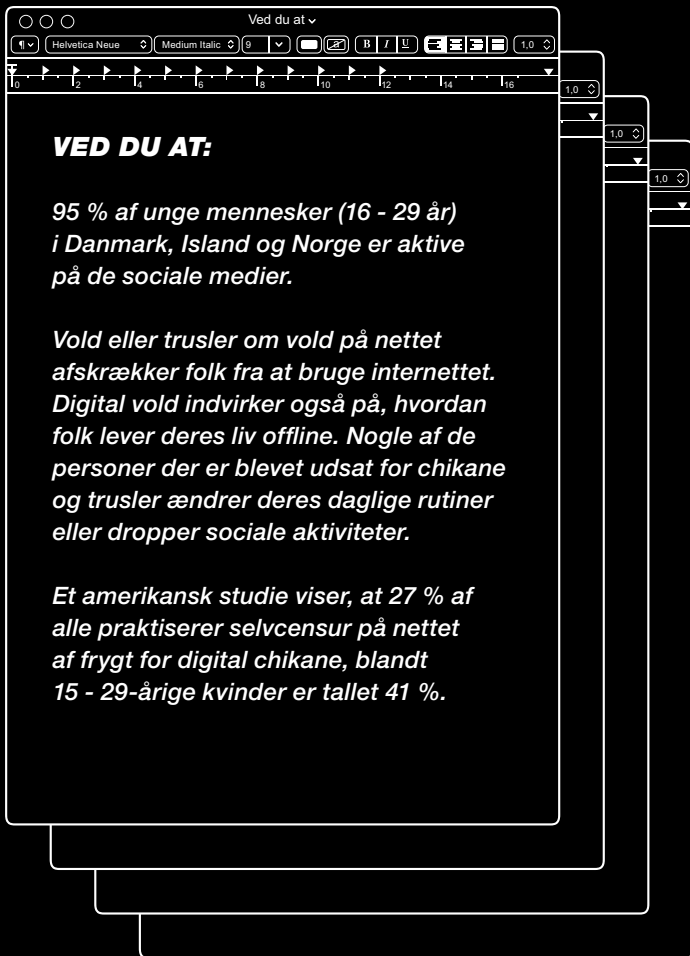 Ved du at
¶ Helvetica Neue Medium Italic 9 a B I U 1,0
0 2 4 6 8 10 12 14 16
1,0
1,0
1,0
VED DU AT:
95 % af unge mennesker (16 - 29 år)
i Danmark, Island og Norge er aktive
på de sociale medier.
Vold eller trusler om vold på nettet
afskrækker folk fra at bruge internettet.
Digital vold indvirker også på, hvordan
folk lever deres liv offline. Nogle af de
personer der er blevet udsat for chikane
og trusler ændrer deres daglige rutiner
eller dropper sociale aktiviteter.
Et amerikansk studie viser, at 27 % af
alle praktiserer selvcensur på nettet
af frygt for digital chikane, blandt
15 - 29-årige kvinder er tallet 41 %.